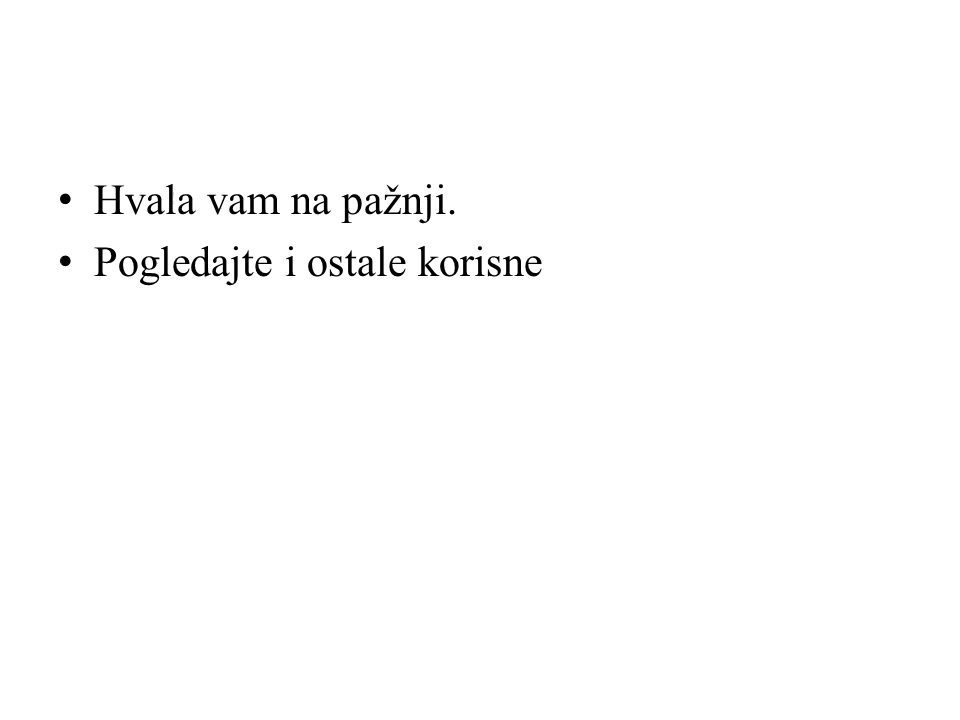 • Hvala vam na pažnji.
• Pogledajte i ostale korisne